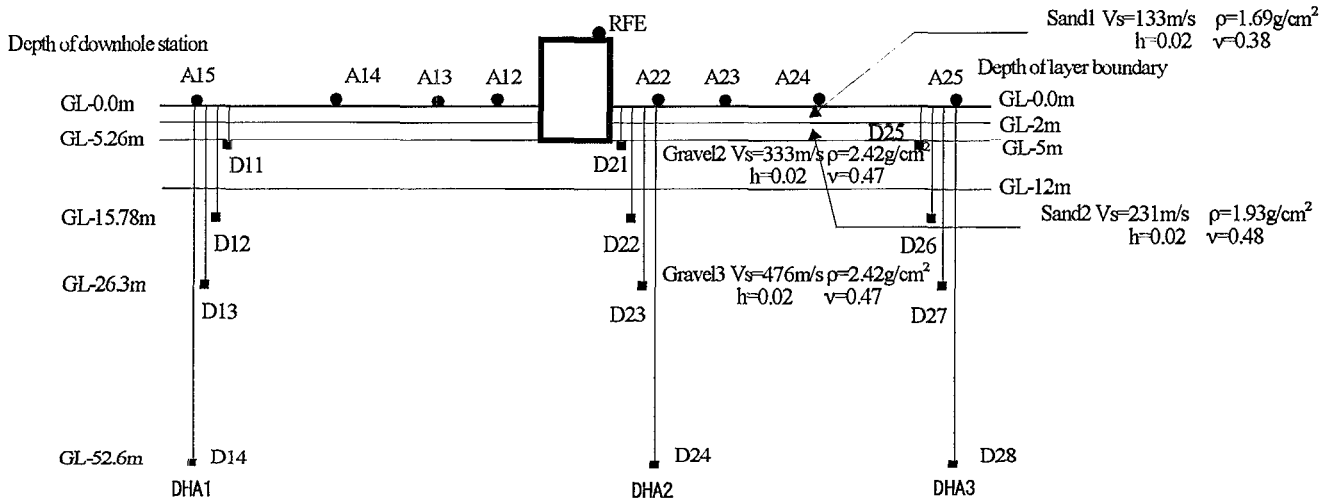 Sand1 Vs=133m/s ρ=1.69g/cm²
h=0.02 ν=0.38
RFE
Depth of downhole station
Depth of layer boundary
A15
A14
A13
A12
A22
A23
A24
A25
GL-0.0m
GL-0.0m
GL-2m
GL-5.26m
D25
GL-5m
D11
D21
Gravel2 Vs=333m/s ρ=2.42g/cm²
h=0.02 ν=0.47
GL-12m
GL-15.78m
D12
D22
D26
Sand2 Vs=231m/s ρ=1.93g/cm²
h=0.02 ν=0.48
GL-26.3m
D13
D23
Gravel3 Vs=476m/s ρ=2.42g/cm²
h=0.02 ν=0.47
D27
GL-52.6m
D14
D24
D28
DHA1
DHA2
DHA3